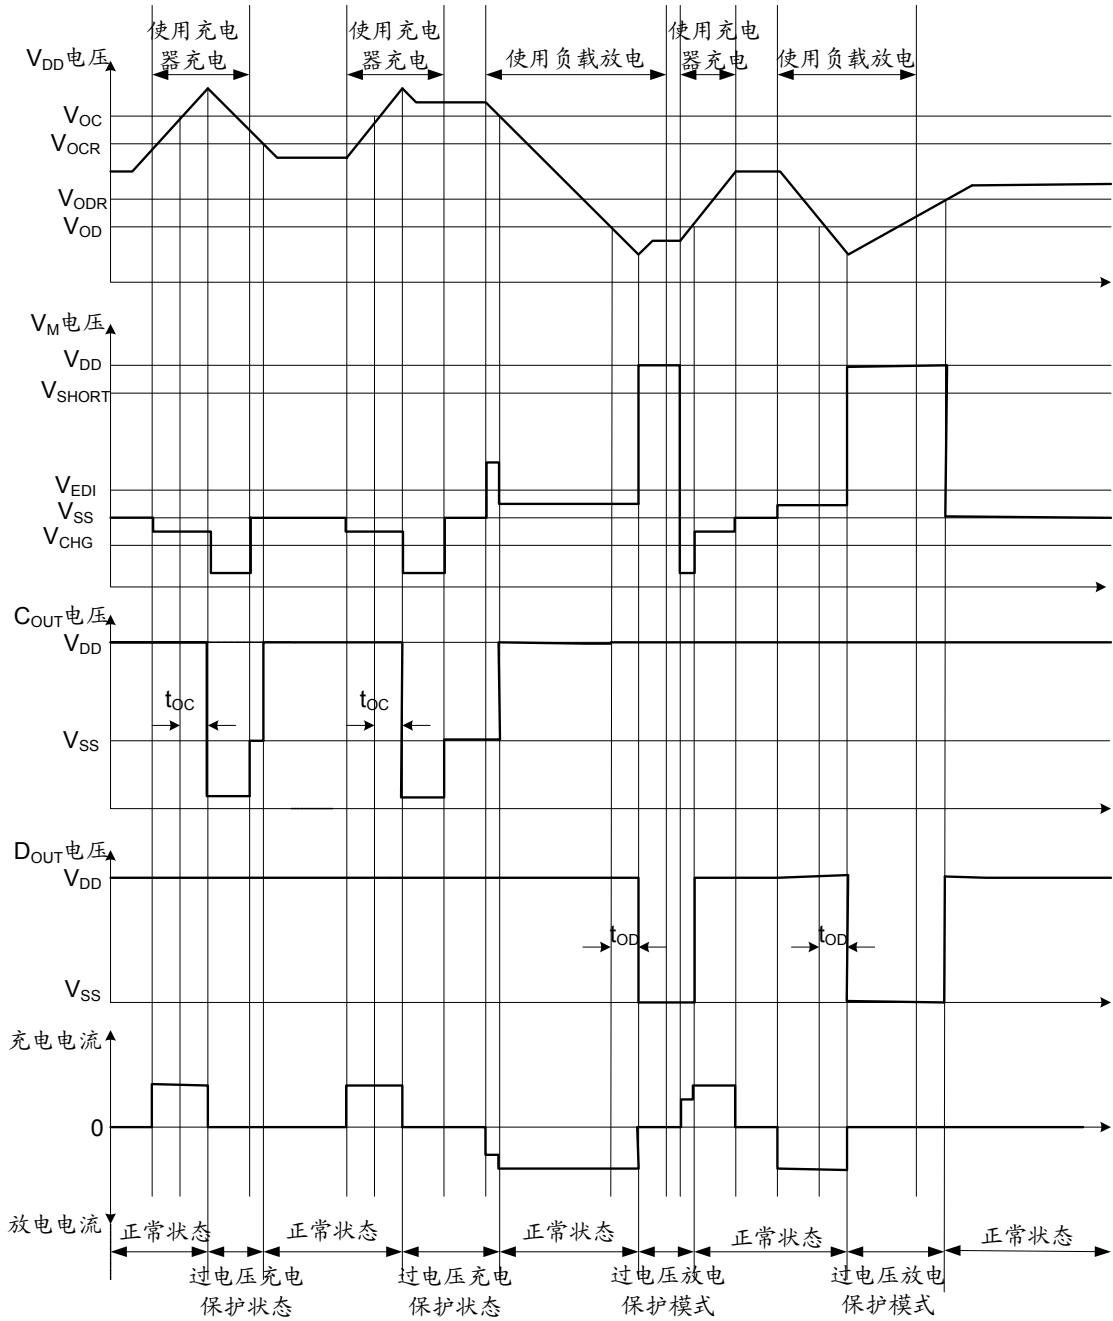 使用充电
器充电
使用充电
器充电
使用负载放电
使用充电
器充电
使用负载放电
VDD电压
VOC
VOCR
VODR
VOD
VM电压
VDD
VSHORT
VEDI
VSS
VCHG
COUT电压
VDD
tOC
tOC
VSS
DOUT电压
VDD
tOD
tOD
VSS
充电电流
0
放电电流
正常状态
正常状态
正常状态
正常状态
正常状态
过电压充电
保护状态
过电压充电
保护状态
过电压放电
保护模式
过电压放电
保护模式